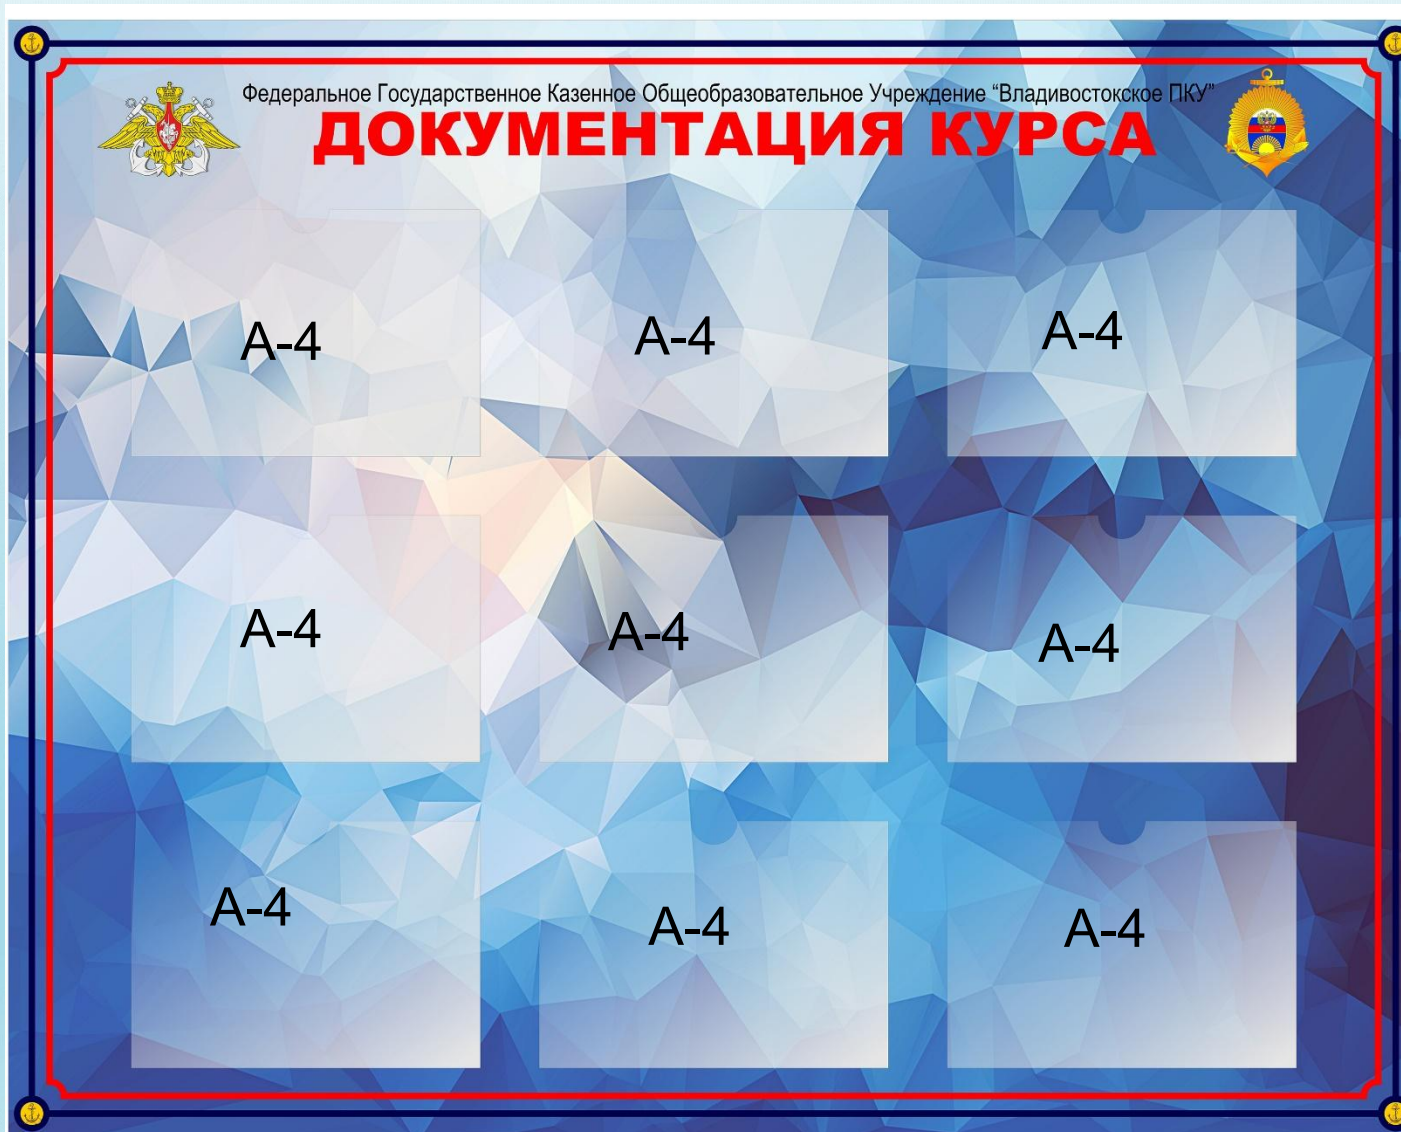 Федеральное Государственное Казенное Общеобразовательное Учреждение “Владивостокское ПКУ”
ДОКУМЕНТАЦИЯ КУРСА
А-4
А-4
А-4
А-4
А-4
А-4
А-4
А-4
А-4